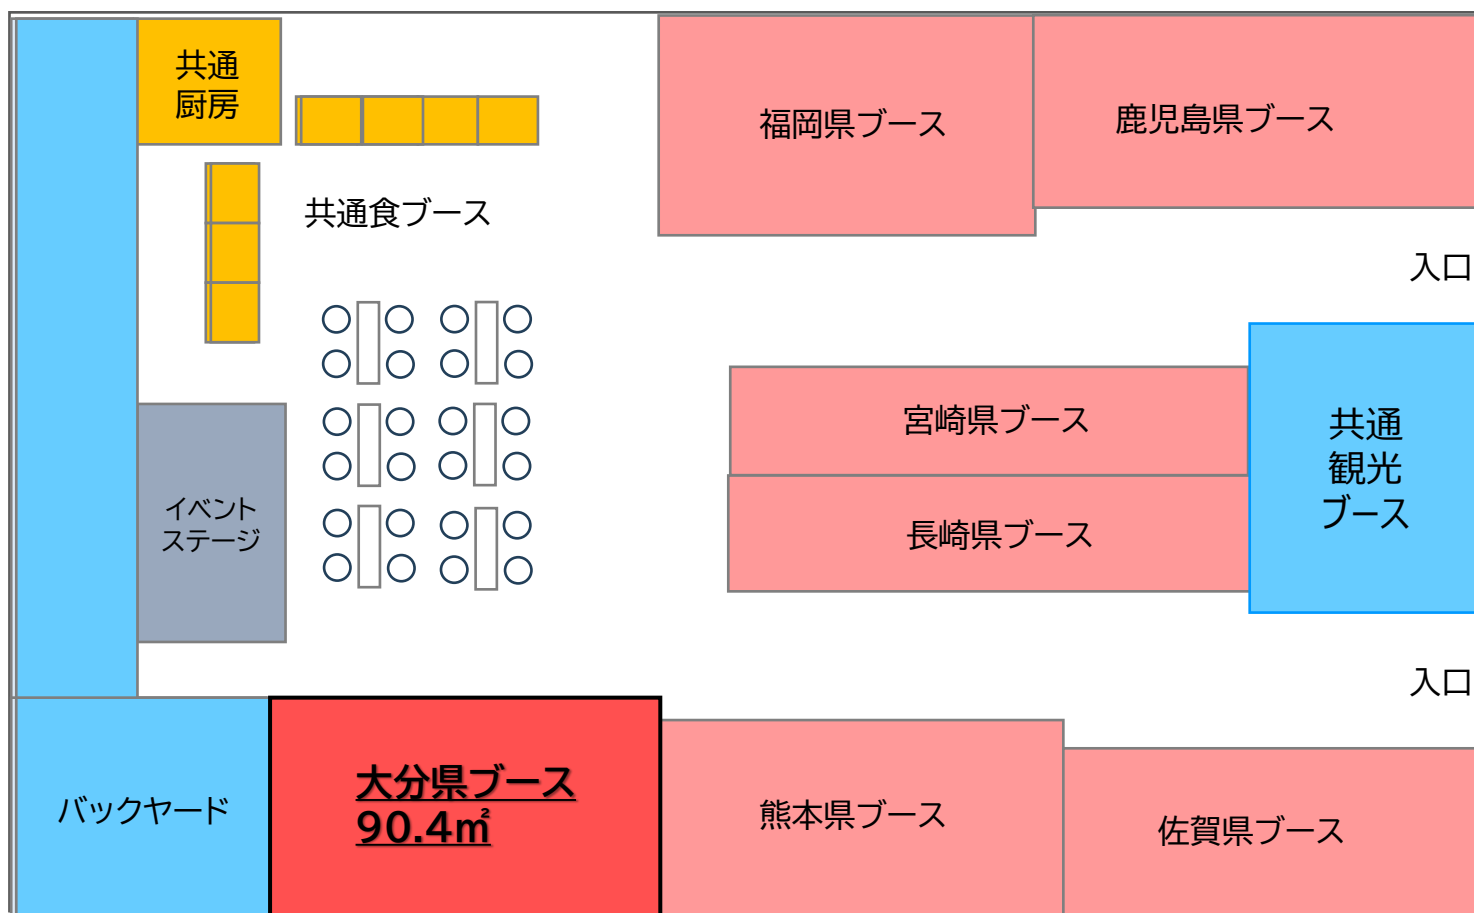 共通
厨房
福岡県ブース
鹿児島県ブース
共通食ブース
入口
宮崎県ブース
共通
観光
ブース
長崎県ブース
イベント
ステージ
入口
大分県ブース
90.4㎡
バックヤード
熊本県ブース
佐賀県ブース